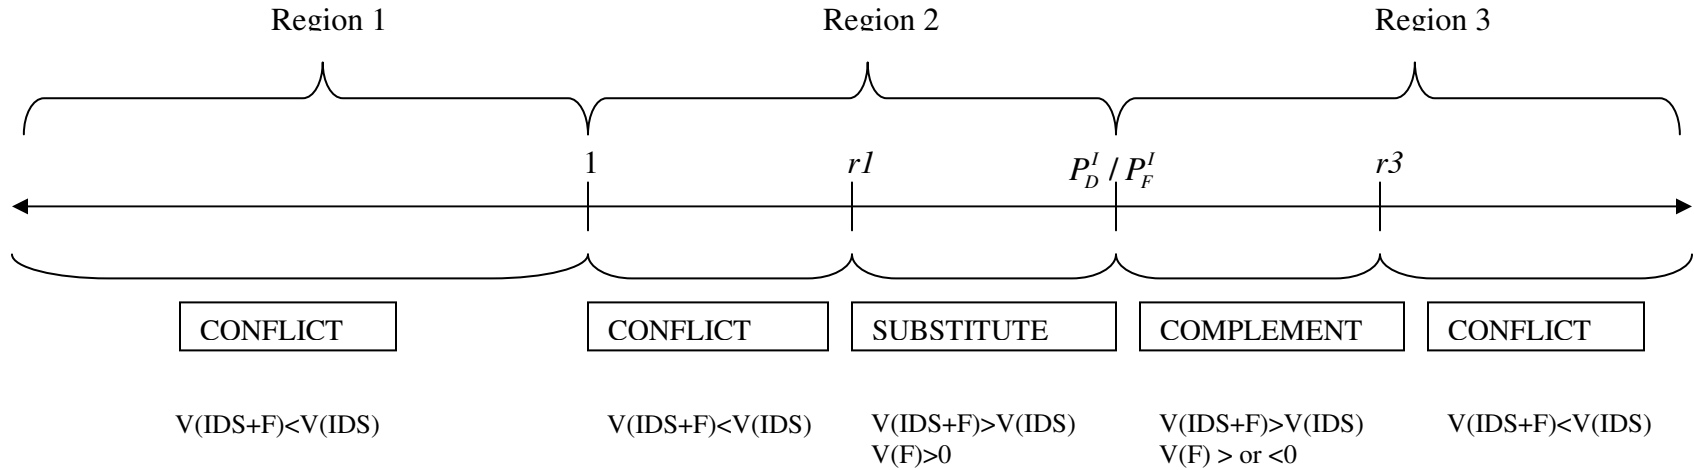 Region 1 Region 2 Region 3
1 r1 P_D^I / P_F^I r3
CONFLICT CONFLICT SUBSTITUTE COMPLEMENT CONFLICT
V(IDS+F)<V(IDS) V(IDS+F)<V(IDS) V(IDS+F)>V(IDS) V(IDS+F)>V(IDS) V(IDS+F)<V(IDS)
V(F)>0 V(F) > or <0